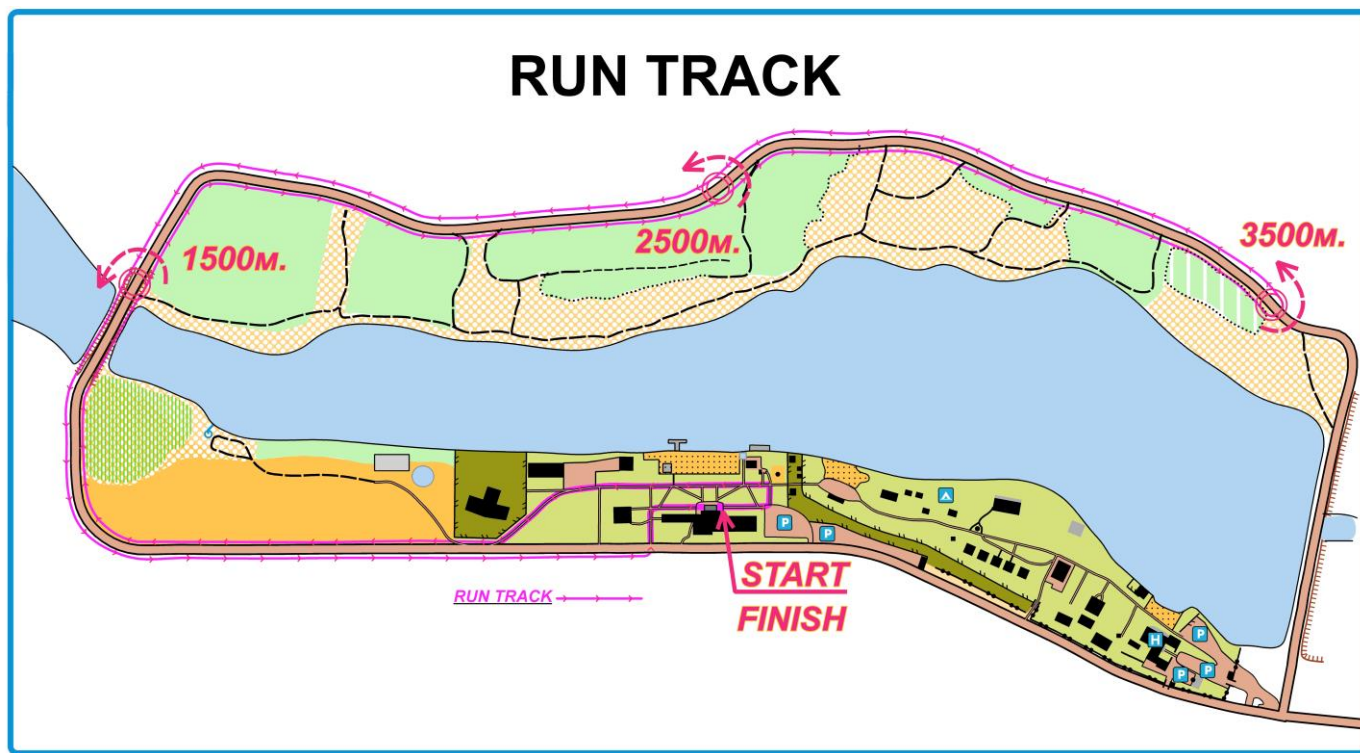 RUN TRACK
1500м.
2500м.
3500м.
P
P
START
FINISH
RUN TRACK
H
P
P
P